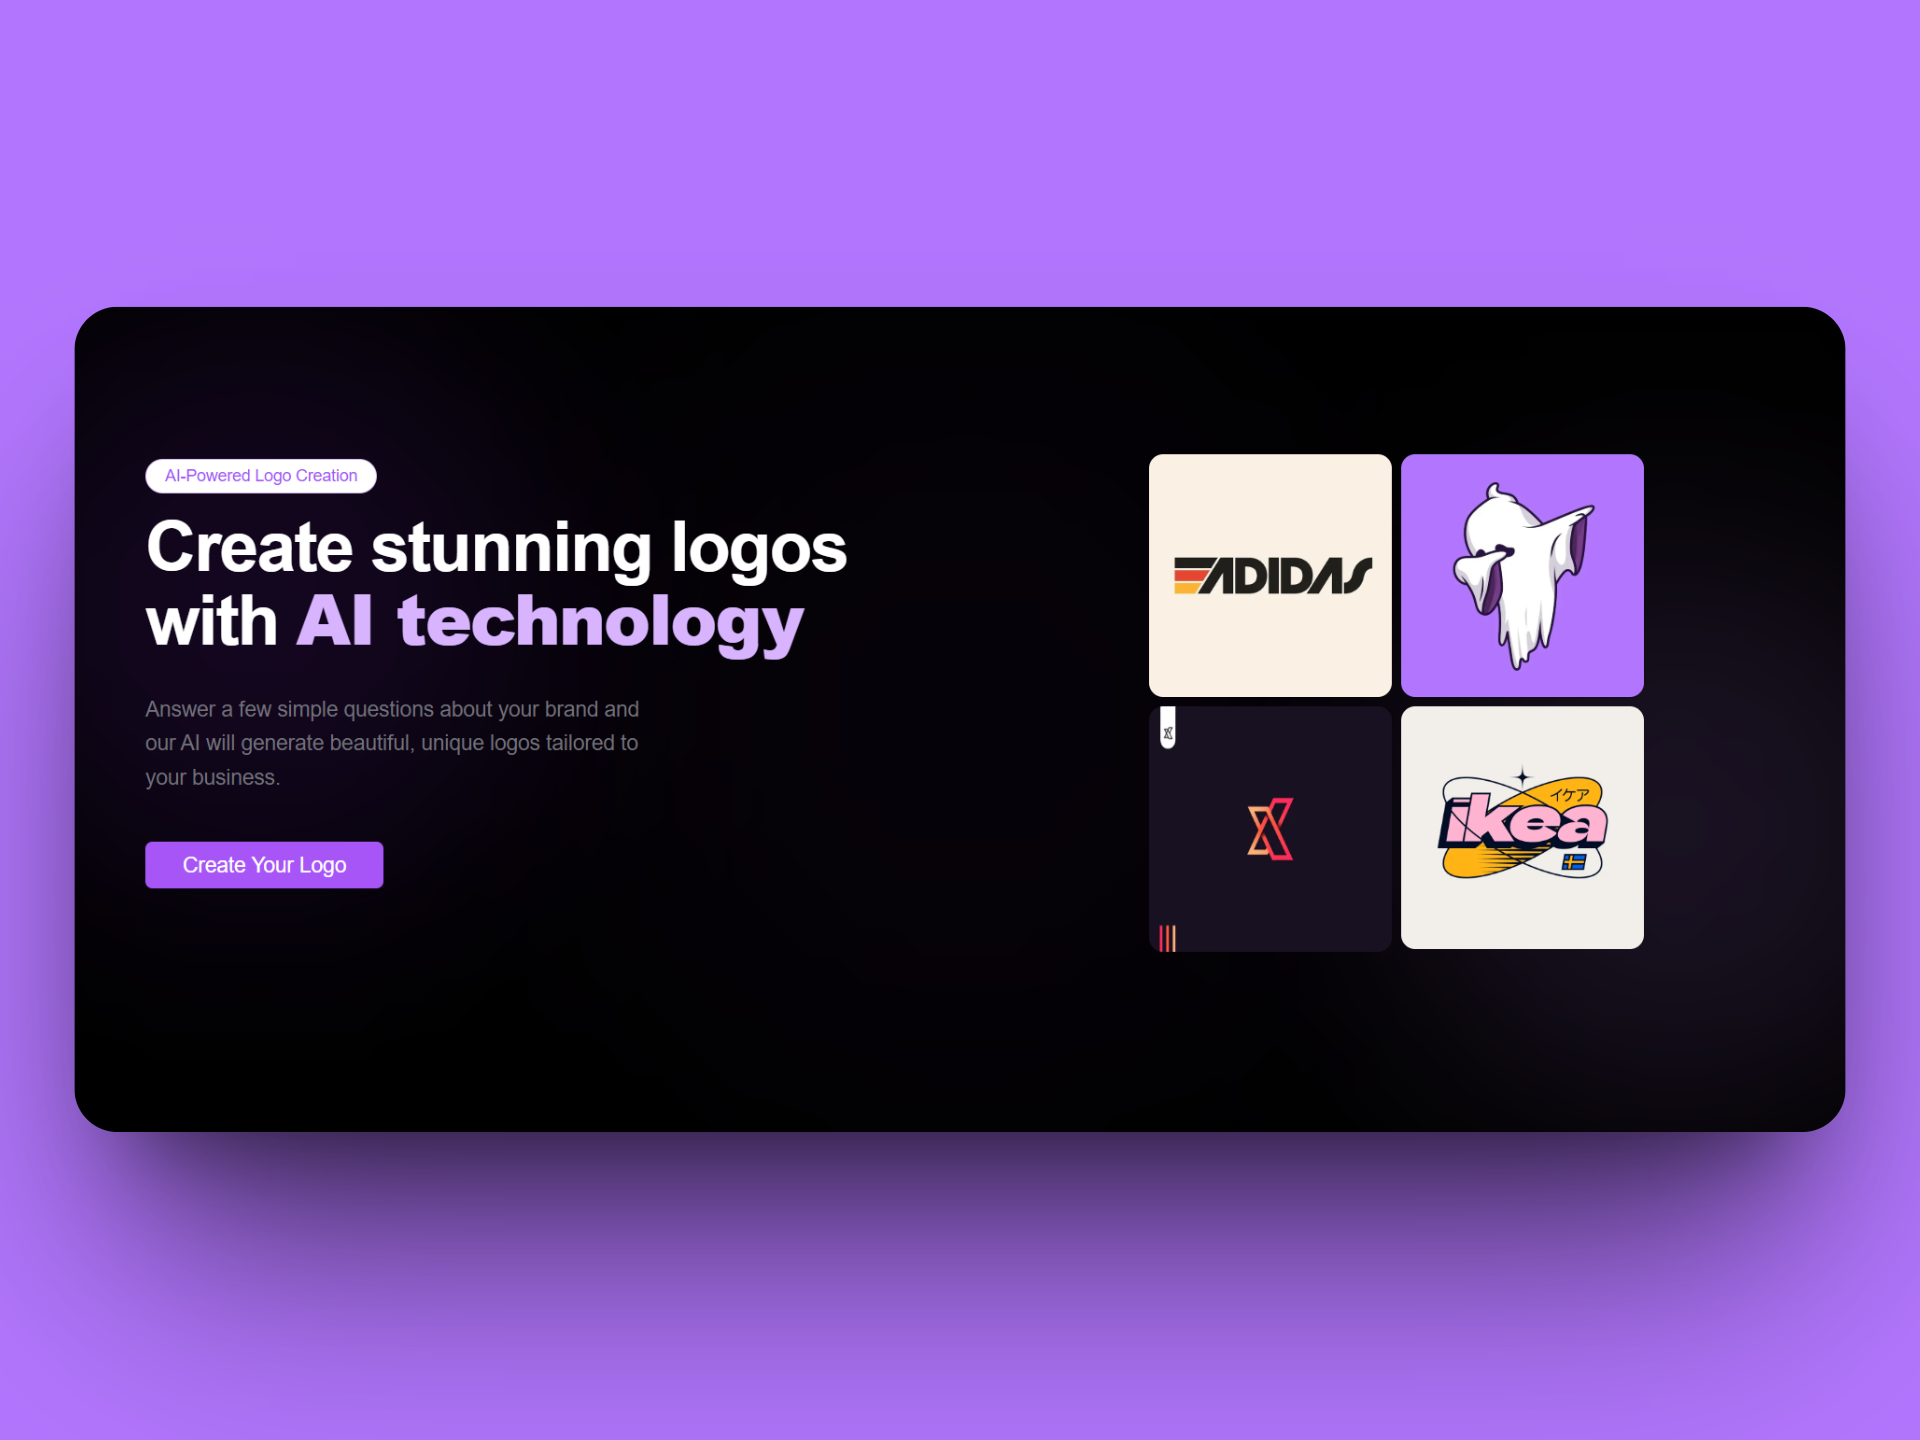 AI-Powered Logo Creation
Create stunning logos
with AI technology
Answer a few simple questions about your brand and
our AI will generate beautiful, unique logos tailored to
your business.
Create Your Logo
ADIDAS
イケア
ikea